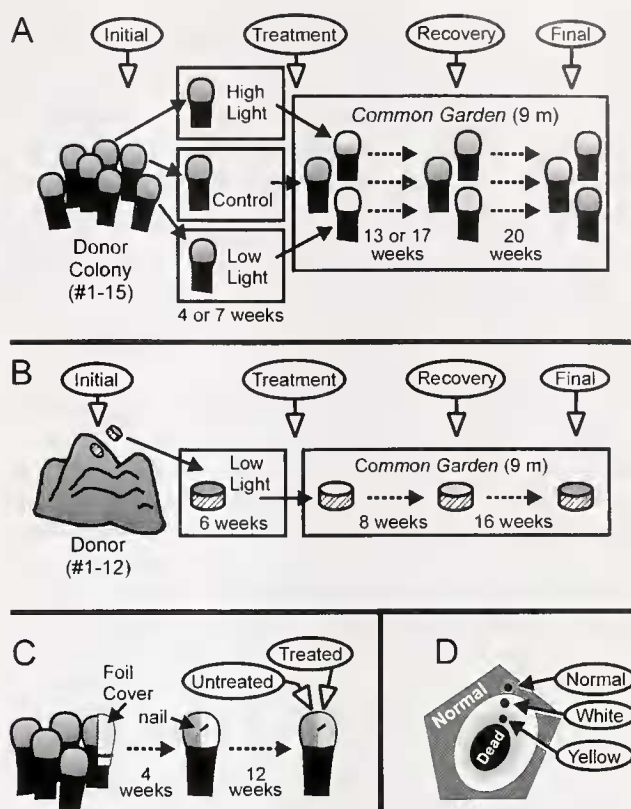 A
Initial
Treatment
Recovery
Final
High
Light
Control
Low
Light
4 or 7 weeks
Donor
Colony
(#1-15)
Common Garden (9 m)
13 or 17
weeks
20
weeks
B
Initial
Treatment
Recovery
Final
Low
Light
6 weeks
Donor
(#1-12)
Common Garden (9 m)
8 weeks
16 weeks
C
Foil
Cover
nail
Untreated
Treated
4
weeks
12
weeks
D
Normal
Dead
Normal
White
Yellow